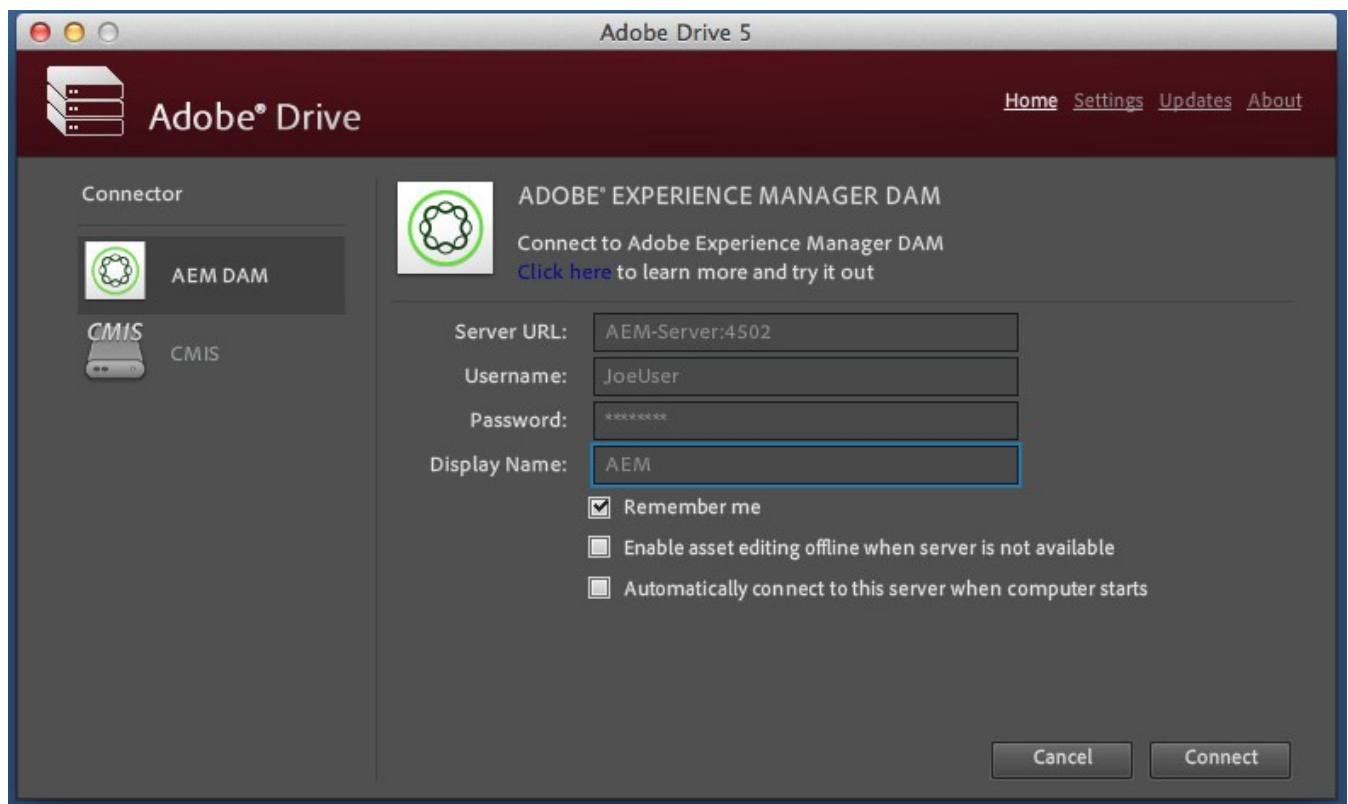 Adobe Drive 5
Adobe® Drive
Home Settings Updates About
Connector
AEM DAM
CMIS
CMIS
ADOBE® EXPERIENCE MANAGER DAM
Connect to Adobe Experience Manager DAM
Click here to learn more and try it out
Server URL: AEM-Server:4502
Username: JoeUser
Password: ********
Display Name: AEM
Remember me
Enable asset editing offline when server is not available
Automatically connect to this server when computer starts
Cancel Connect